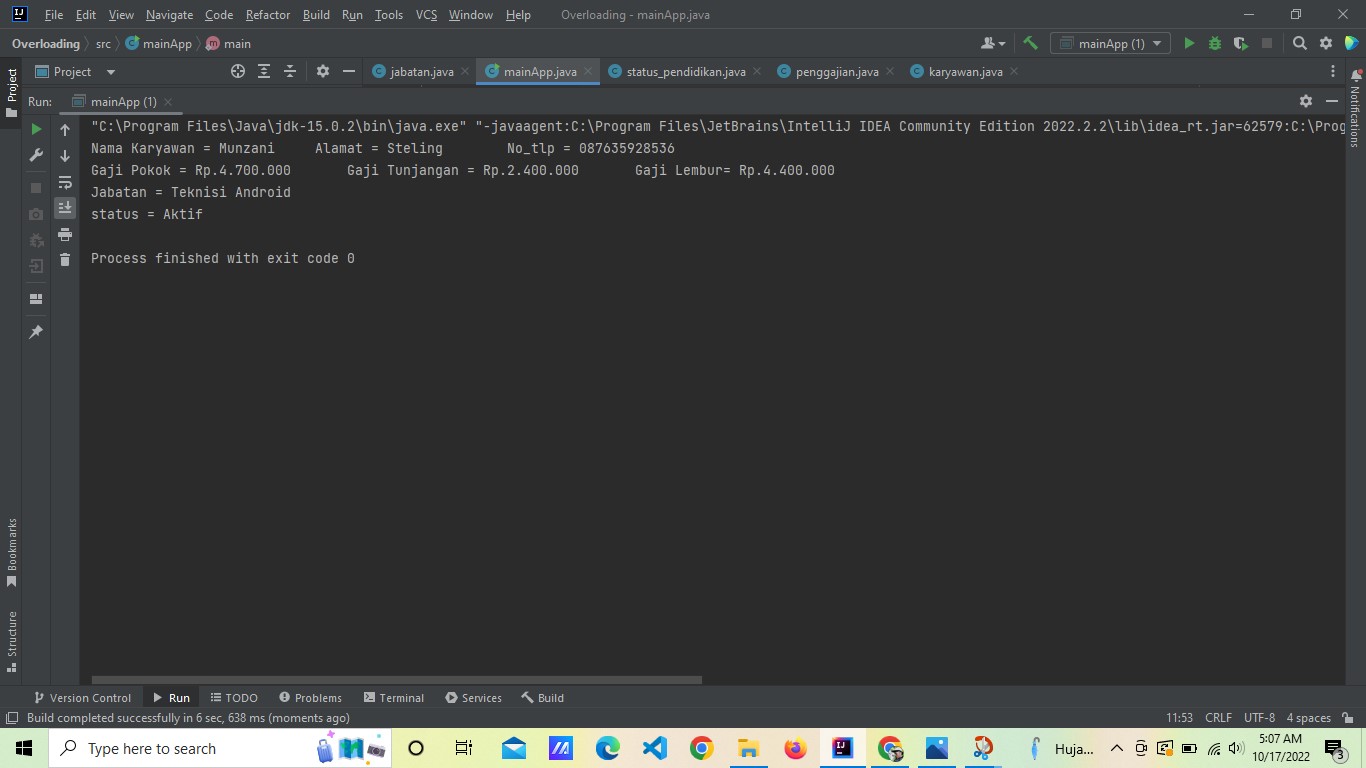 File Edit View Navigate Code Refactor Build Run Tools VCS Window Help Overloading - mainApp.java
Overloading src mainApp main mainApp (1)
Project
Project jabatan.java mainApp.java status_pendidikan.java penggajian.java karyawan.java
Notifications
Run: mainApp (1)
"C:\Program Files\Java\jdk-15.0.2\bin\java.exe" "-javaagent:C:\Program Files\JetBrains\IntelliJ IDEA Community Edition 2022.2.2\lib\idea_rt.jar=62579:C:\Prog
Nama Karyawan = Munzani Alamat = Steling No_tlp = 087635928536
Gaji Pokok = Rp.4.700.000 Gaji Tunjangan = Rp.2.400.000 Gaji Lembur= Rp.4.400.000
Jabatan = Teknisi Android
status = Aktif
Process finished with exit code 0
Bookmarks
Structure
Version Control Run TODO Problems Terminal Services Build
Build completed successfully in 6 sec, 638 ms (moments ago) 11:53 CRLF UTF-8 4 spaces
Type here to search Huja... 5:07 AM
10/17/2022 3